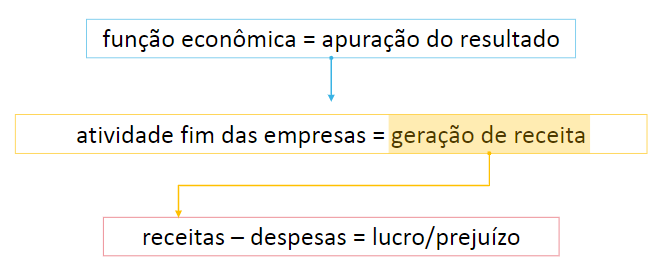 função econômica = apuração do resultado
atividade fim das empresas = geração de receita
receitas – despesas = lucro/prejuízo